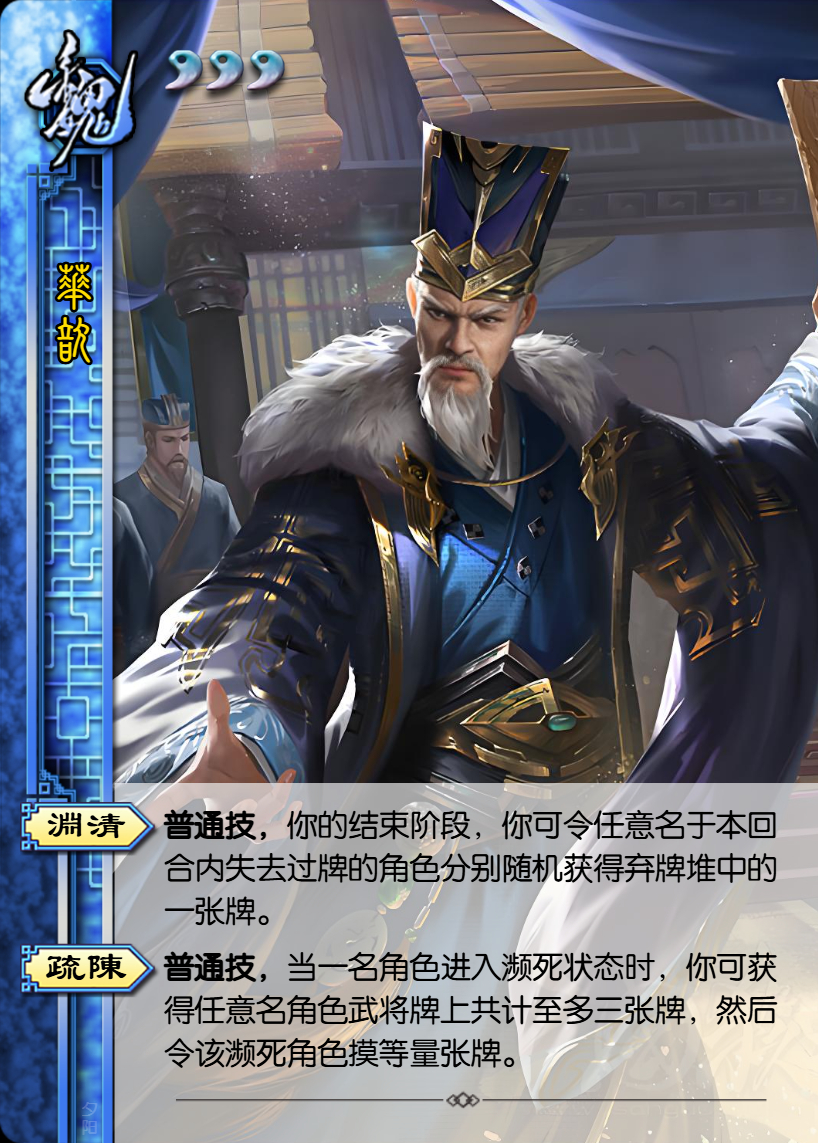 魏
華歆
淵清
普通技，你的结束阶段，你可令任意名于本回
合内失去过牌的角色分别随机获得弃牌堆中的
一张牌。
疏陳
普通技，当一名角色进入濒死状态时，你可获
得任意名角色武将牌上共计至多三张牌，然后
令该濒死角色摸等量张牌。
夕阳